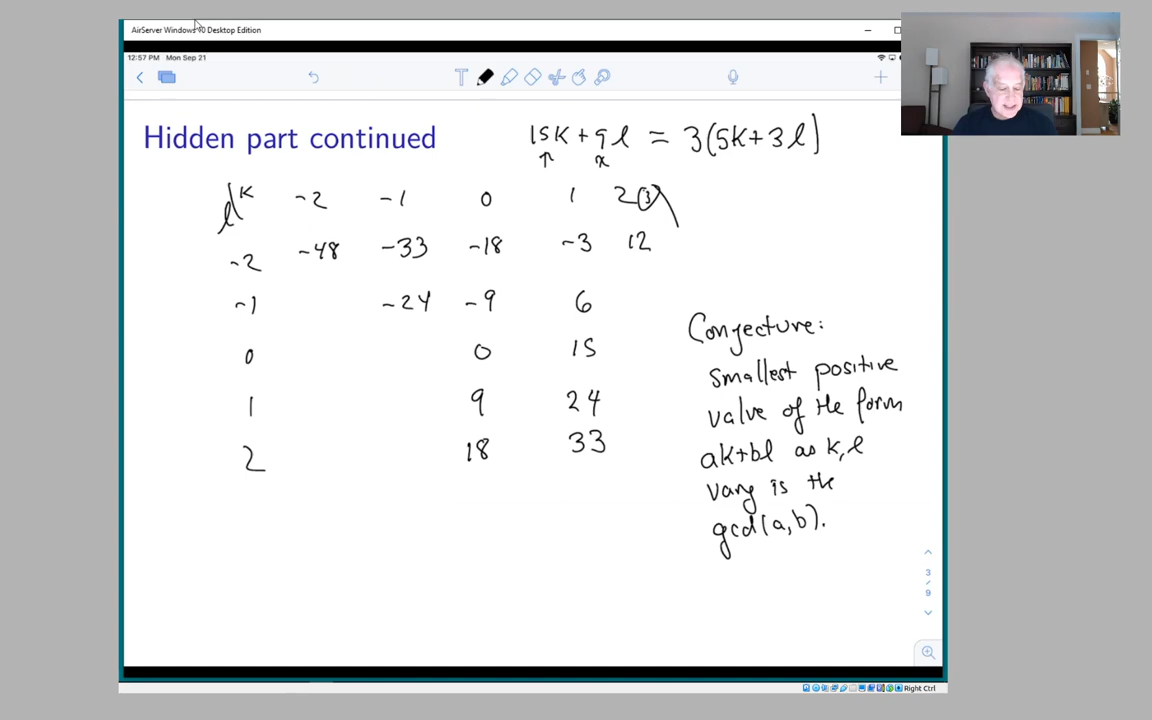 AirServer Windows 10 Desktop Edition
12:57 PM Mon Sep 21
Hidden part continued
15k + 9l = 3(5k+3l)
l k -2 -1 0 1 2 (3)
-2 -48 -33 -18 -3 12
-1 -24 -9 6
0 0 15
1 9 24
2 18 33
Conjecture:
smallest positive
value of the form
ak+bl as k,l
vary is the
gcd(a,b).
3
/
9
Right Ctrl